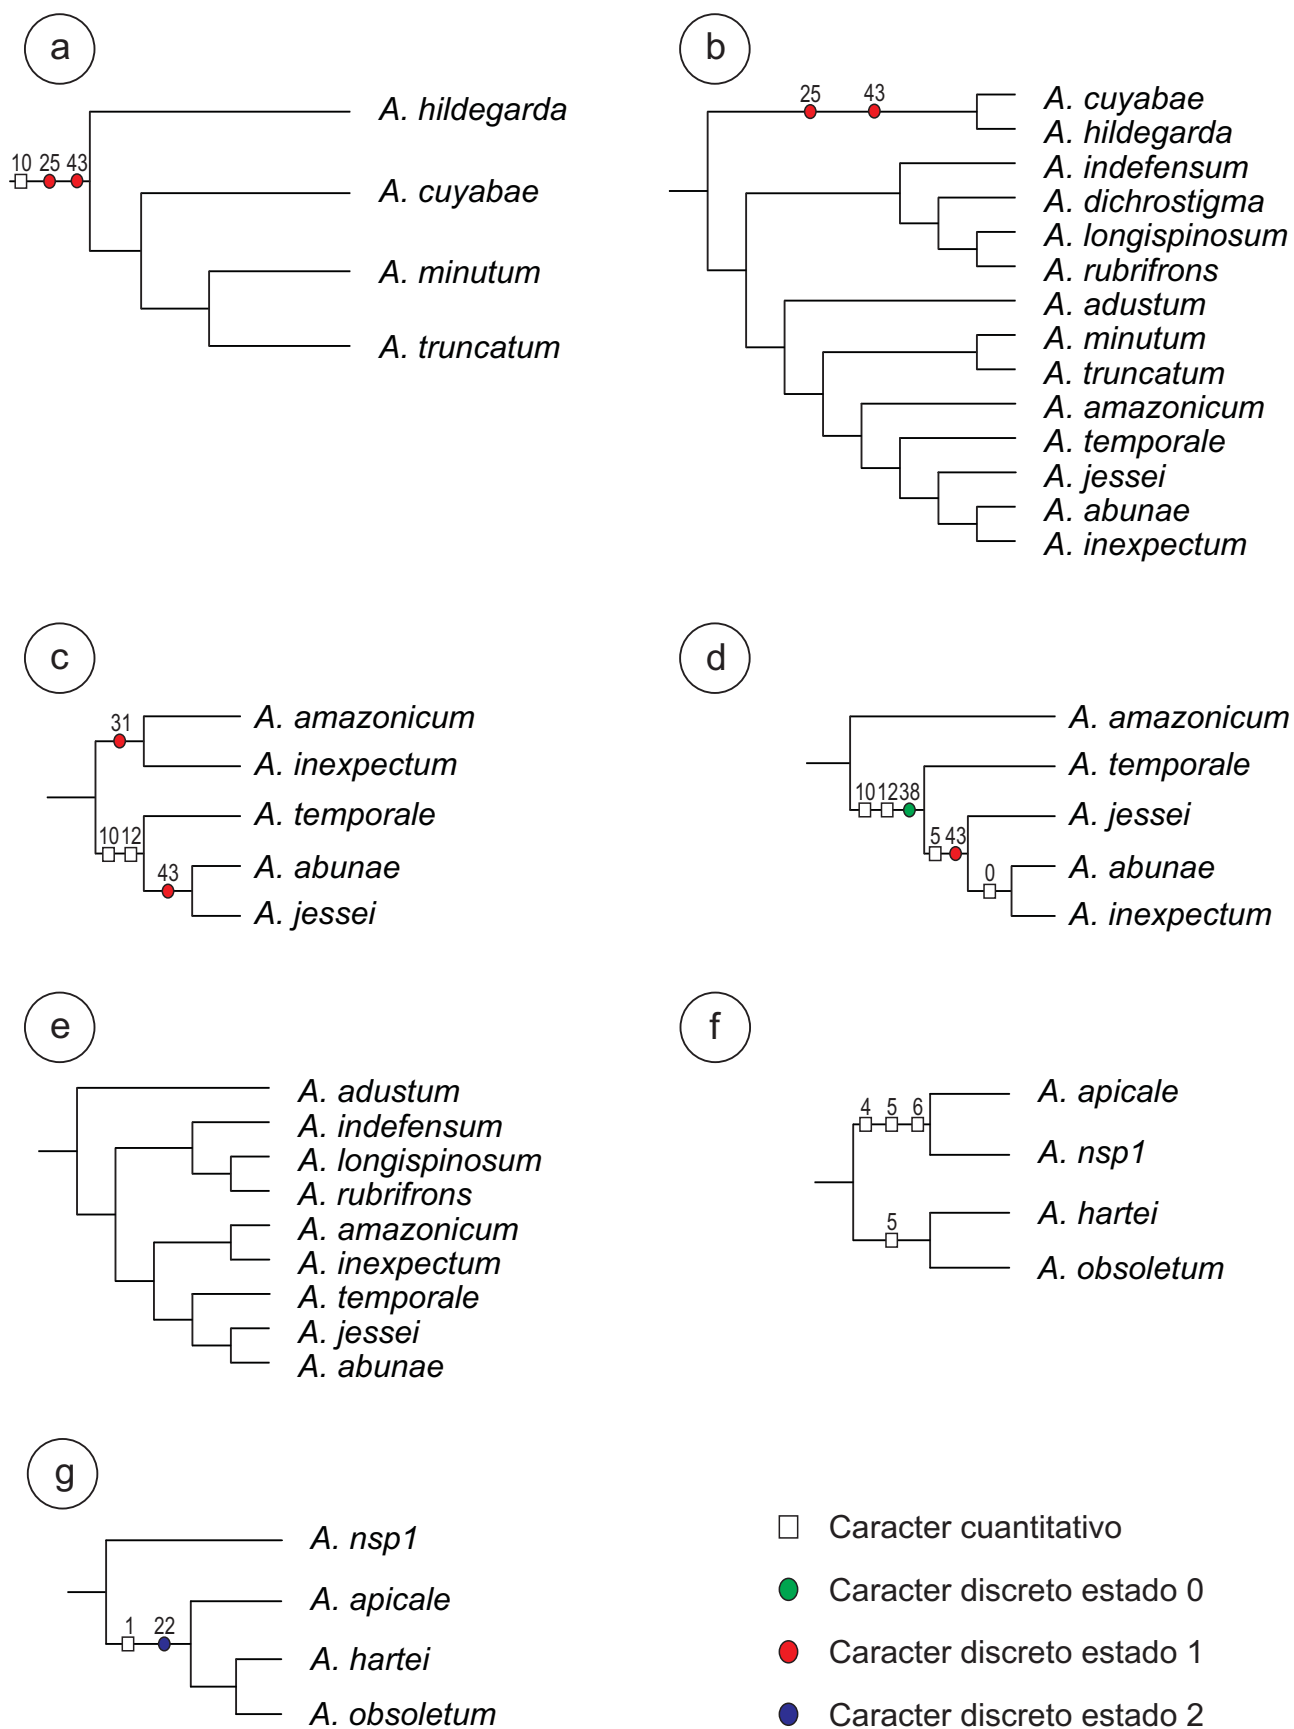 a
A. hildegarda
10 25 43
A. cuyabae
A. minutum
A. truncatum
b
25 43
A. cuyabae
A. hildegarda
A. indefensum
A. dichrostigma
A. longispinosum
A. rubrifrons
A. adustum
A. minutum
A. truncatum
A. amazonicum
A. temporale
A. jessei
A. abunae
A. inexpectum
c
31
A. amazonicum
A. inexpectum
A. temporale
10 12
A. abunae
43
A. jessei
d
A. amazonicum
A. temporale
10 12 38
A. jessei
5 43
A. abunae
0
A. inexpectum
e
A. adustum
A. indefensum
A. longispinosum
A. rubrifrons
A. amazonicum
A. inexpectum
A. temporale
A. jessei
A. abunae
f
A. apicale
4 5 6
A. nsp1
A. hartei
5
A. obsoletum
g
A. nsp1
A. apicale
1 22
A. hartei
A. obsoletum
Caracter cuantitativo
Caracter discreto estado 0
Caracter discreto estado 1
Caracter discreto estado 2